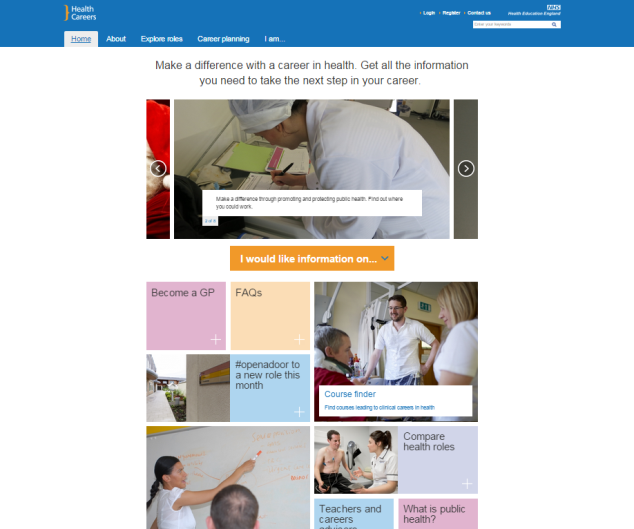 Health
Careers
Login Register Contact us
NHS
Health Education England
Enter your keywords
Home About Explore roles Career planning I am...
Make a difference with a career in health. Get all the information
you need to take the next step in your career.
Make a difference through promoting and protecting public health. Find out where
you could work.
I would like information on...
Become a GP
FAQs
#openadoor to
a new role this
month
Course finder
Find courses leading to clinical careers in health
Compare
health roles
Teachers and
careers
advisers
What is public
health?